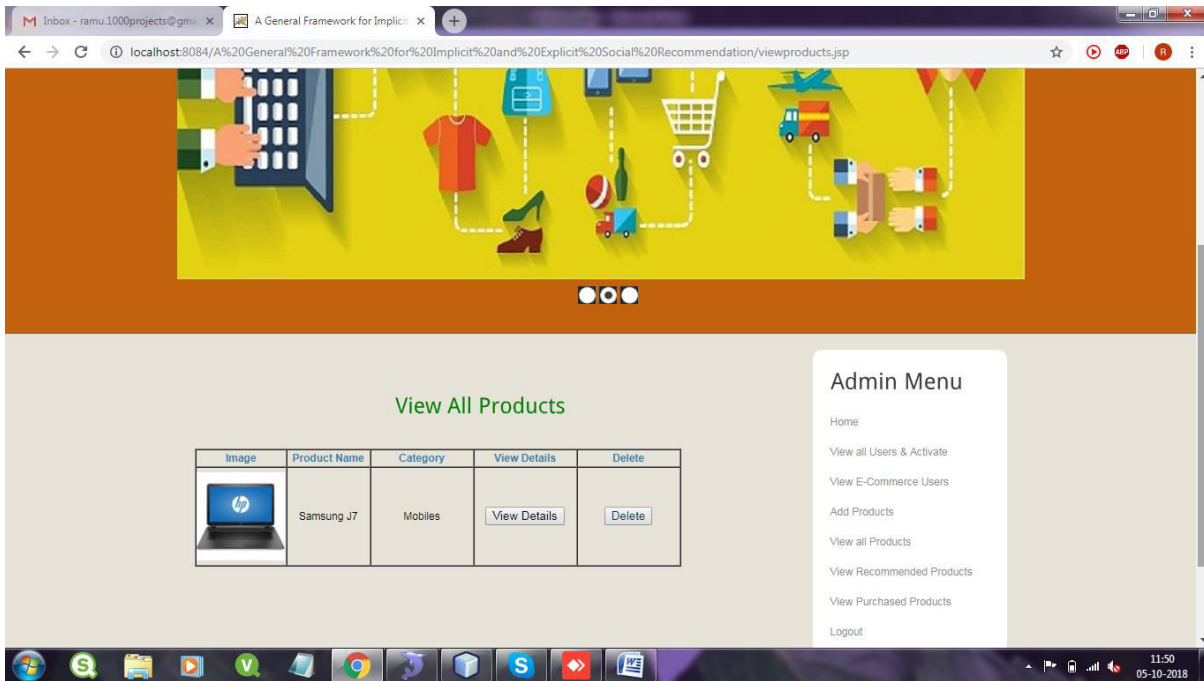 Inbox - ramu.1000projects@gma
A General Framework for Implicit
localhost:8084/A%20General%20Framework%20for%20Implicit%20and%20Explicit%20Social%20Recommendation/viewproducts.jsp
ABP
R
View All Products
Image Product Name Category View Details Delete
hp
Samsung J7 Mobiles View Details Delete
Admin Menu
Home
View all Users & Activate
View E-Commerce Users
Add Products
View all Products
View Recommended Products
View Purchased Products
Logout
11:50
05-10-2018